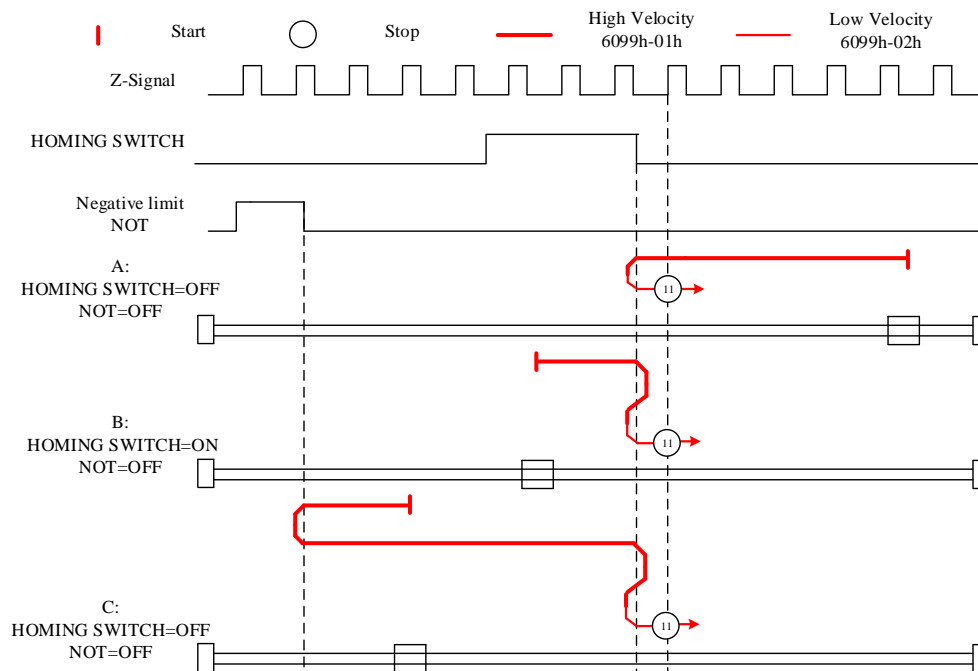 Start
Stop
High Velocity
6099h-01h
Low Velocity
6099h-02h
Z-Signal
HOMING SWITCH
Negative limit
NOT
A:
HOMING SWITCH=OFF
NOT=OFF
11
B:
HOMING SWITCH=ON
NOT=OFF
11
C:
HOMING SWITCH=OFF
NOT=OFF
11